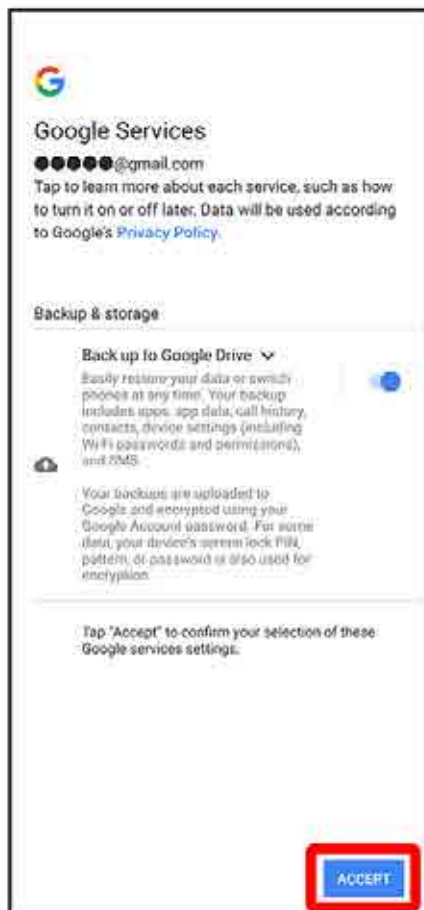 Google Services
●●●●●@gmail.com
Tap to learn more about each service, such as how
to turn it on or off later. Data will be used according
to Google's Privacy Policy.
Backup & storage
Back up to Google Drive
Easily restore your data or switch
phones at any time. Your backup
includes apps, app data, call history,
contacts, device settings (including
Wi-Fi passwords and permissions),
and SMS.
Your backups are uploaded to
Google and encrypted using your
Google Account password. For some
data, your device's screen lock PIN,
pattern, or password is also used for
encryption.
Tap "Accept" to confirm your selection of these
Google services settings.
ACCEPT